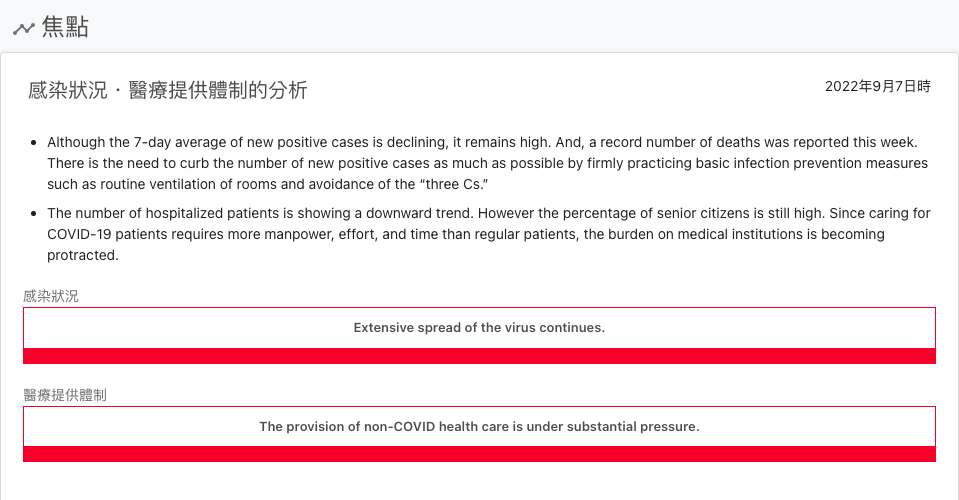 焦點
感染狀況・醫療提供體制的分析
2022年9月7日時
Although the 7-day average of new positive cases is declining, it remains high. And, a record number of deaths was reported this week.
There is the need to curb the number of new positive cases as much as possible by firmly practicing basic infection prevention measures
such as routine ventilation of rooms and avoidance of the “three Cs.”
The number of hospitalized patients is showing a downward trend. However the percentage of senior citizens is still high. Since caring for
COVID-19 patients requires more manpower, effort, and time than regular patients, the burden on medical institutions is becoming
protracted.
感染狀況
Extensive spread of the virus continues.
醫療提供體制
The provision of non-COVID health care is under substantial pressure.